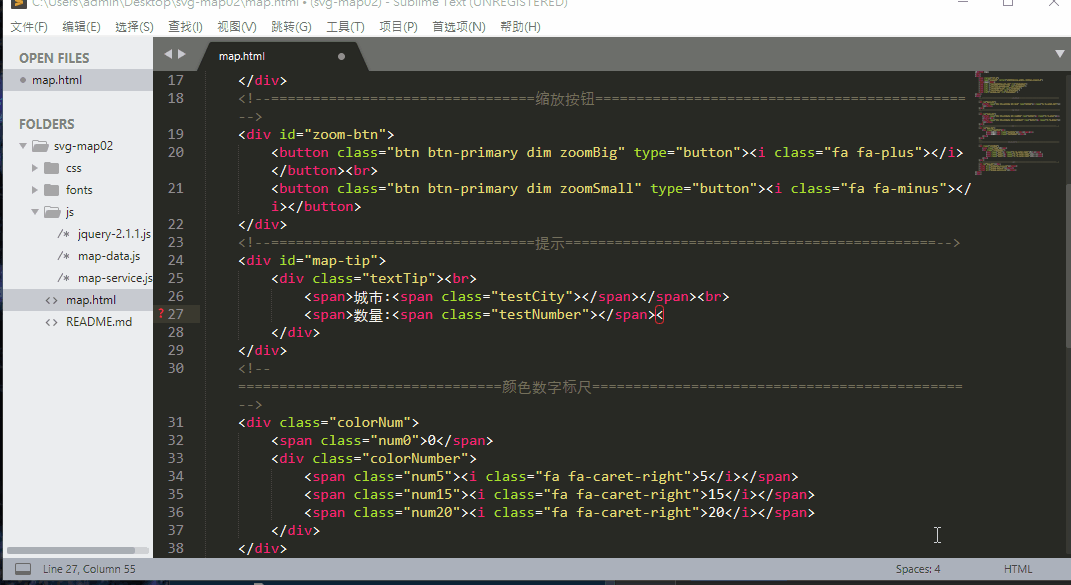 C:\Users\admin\Desktop\svg-map02\map.html • (svg-map02) - Sublime Text (UNREGISTERED)
文件(F) 编辑(E) 选择(S) 查找(I) 视图(V) 跳转(G) 工具(T) 项目(P) 首选项(N) 帮助(H)
OPEN FILES
map.html
FOLDERS
svg-map02
css
fonts
js
/* jquery-2.1.1.js
/* map-data.js
/* map-service.js
<> map.html
<> README.md
map.html
17 </div>
18 <!--================================缩放按钮=============================================
-->
19 <div id="zoom-btn">
20 <button class="btn btn-primary dim zoomBig" type="button"><i class="fa fa-plus"></i>
</button><br>
21 <button class="btn btn-primary dim zoomSmall" type="button"><i class="fa fa-minus"></
i></button>
22 </div>
23 <!--================================提示=============================================-->
24 <div id="map-tip">
25 <div class="textTip"><br>
26 <span>城市:<span class="testCity"></span></span><br>
? 27 <span>数量:<span class="testNumber"></span><
28 </div>
29 </div>
30 <!--
================================颜色数字标尺=============================================
-->
31 <div class="colorNum">
32 <span class="num0">0</span>
33 <div class="colorNumber">
34 <span class="num5"><i class="fa fa-caret-right">5</i></span>
35 <span class="num15"><i class="fa fa-caret-right">15</i></span>
36 <span class="num20"><i class="fa fa-caret-right">20</i></span>
37 </div>
38 </div>
Line 27, Column 55
Spaces: 4
HTML